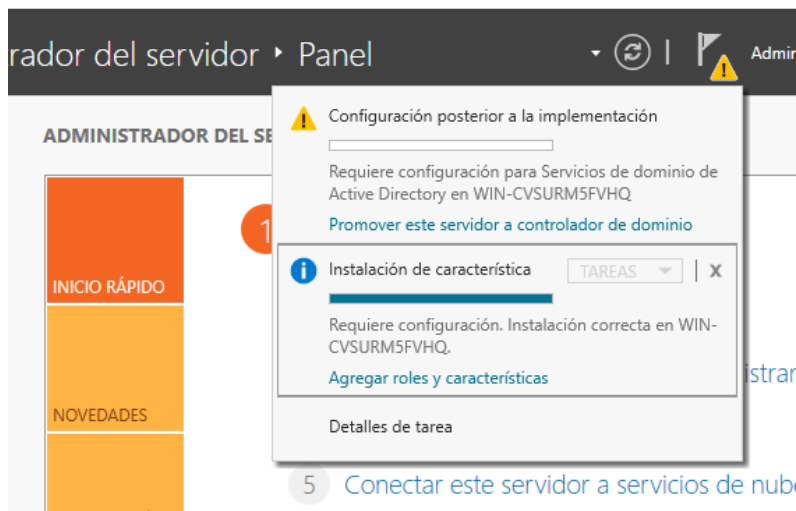 rador del servidor ‣ Panel
Admin
ADMINISTRADOR DEL SE
Configuración posterior a la implementación
Requiere configuración para Servicios de dominio de
Active Directory en WIN-CVSURM5FVHQ
Promover este servidor a controlador de dominio
1
Instalación de característica
TAREAS
X
INICIO RÁPIDO
Requiere configuración. Instalación correcta en WIN-
CVSURM5FVHQ.
Agregar roles y características
istrar
NOVEDADES
Detalles de tarea
5 Conectar este servidor a servicios de nube